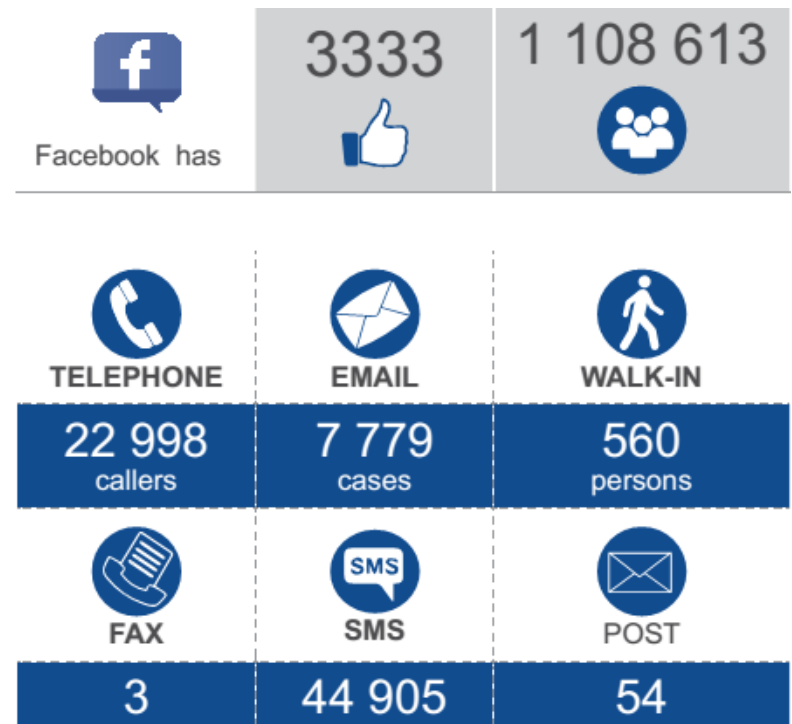 3333
1 108 613
f
Facebook has
TELEPHONE
EMAIL
WALK-IN
22 998
7 779
560
callers
cases
persons
SMS
FAX
SMS
POST
3
44 905
54